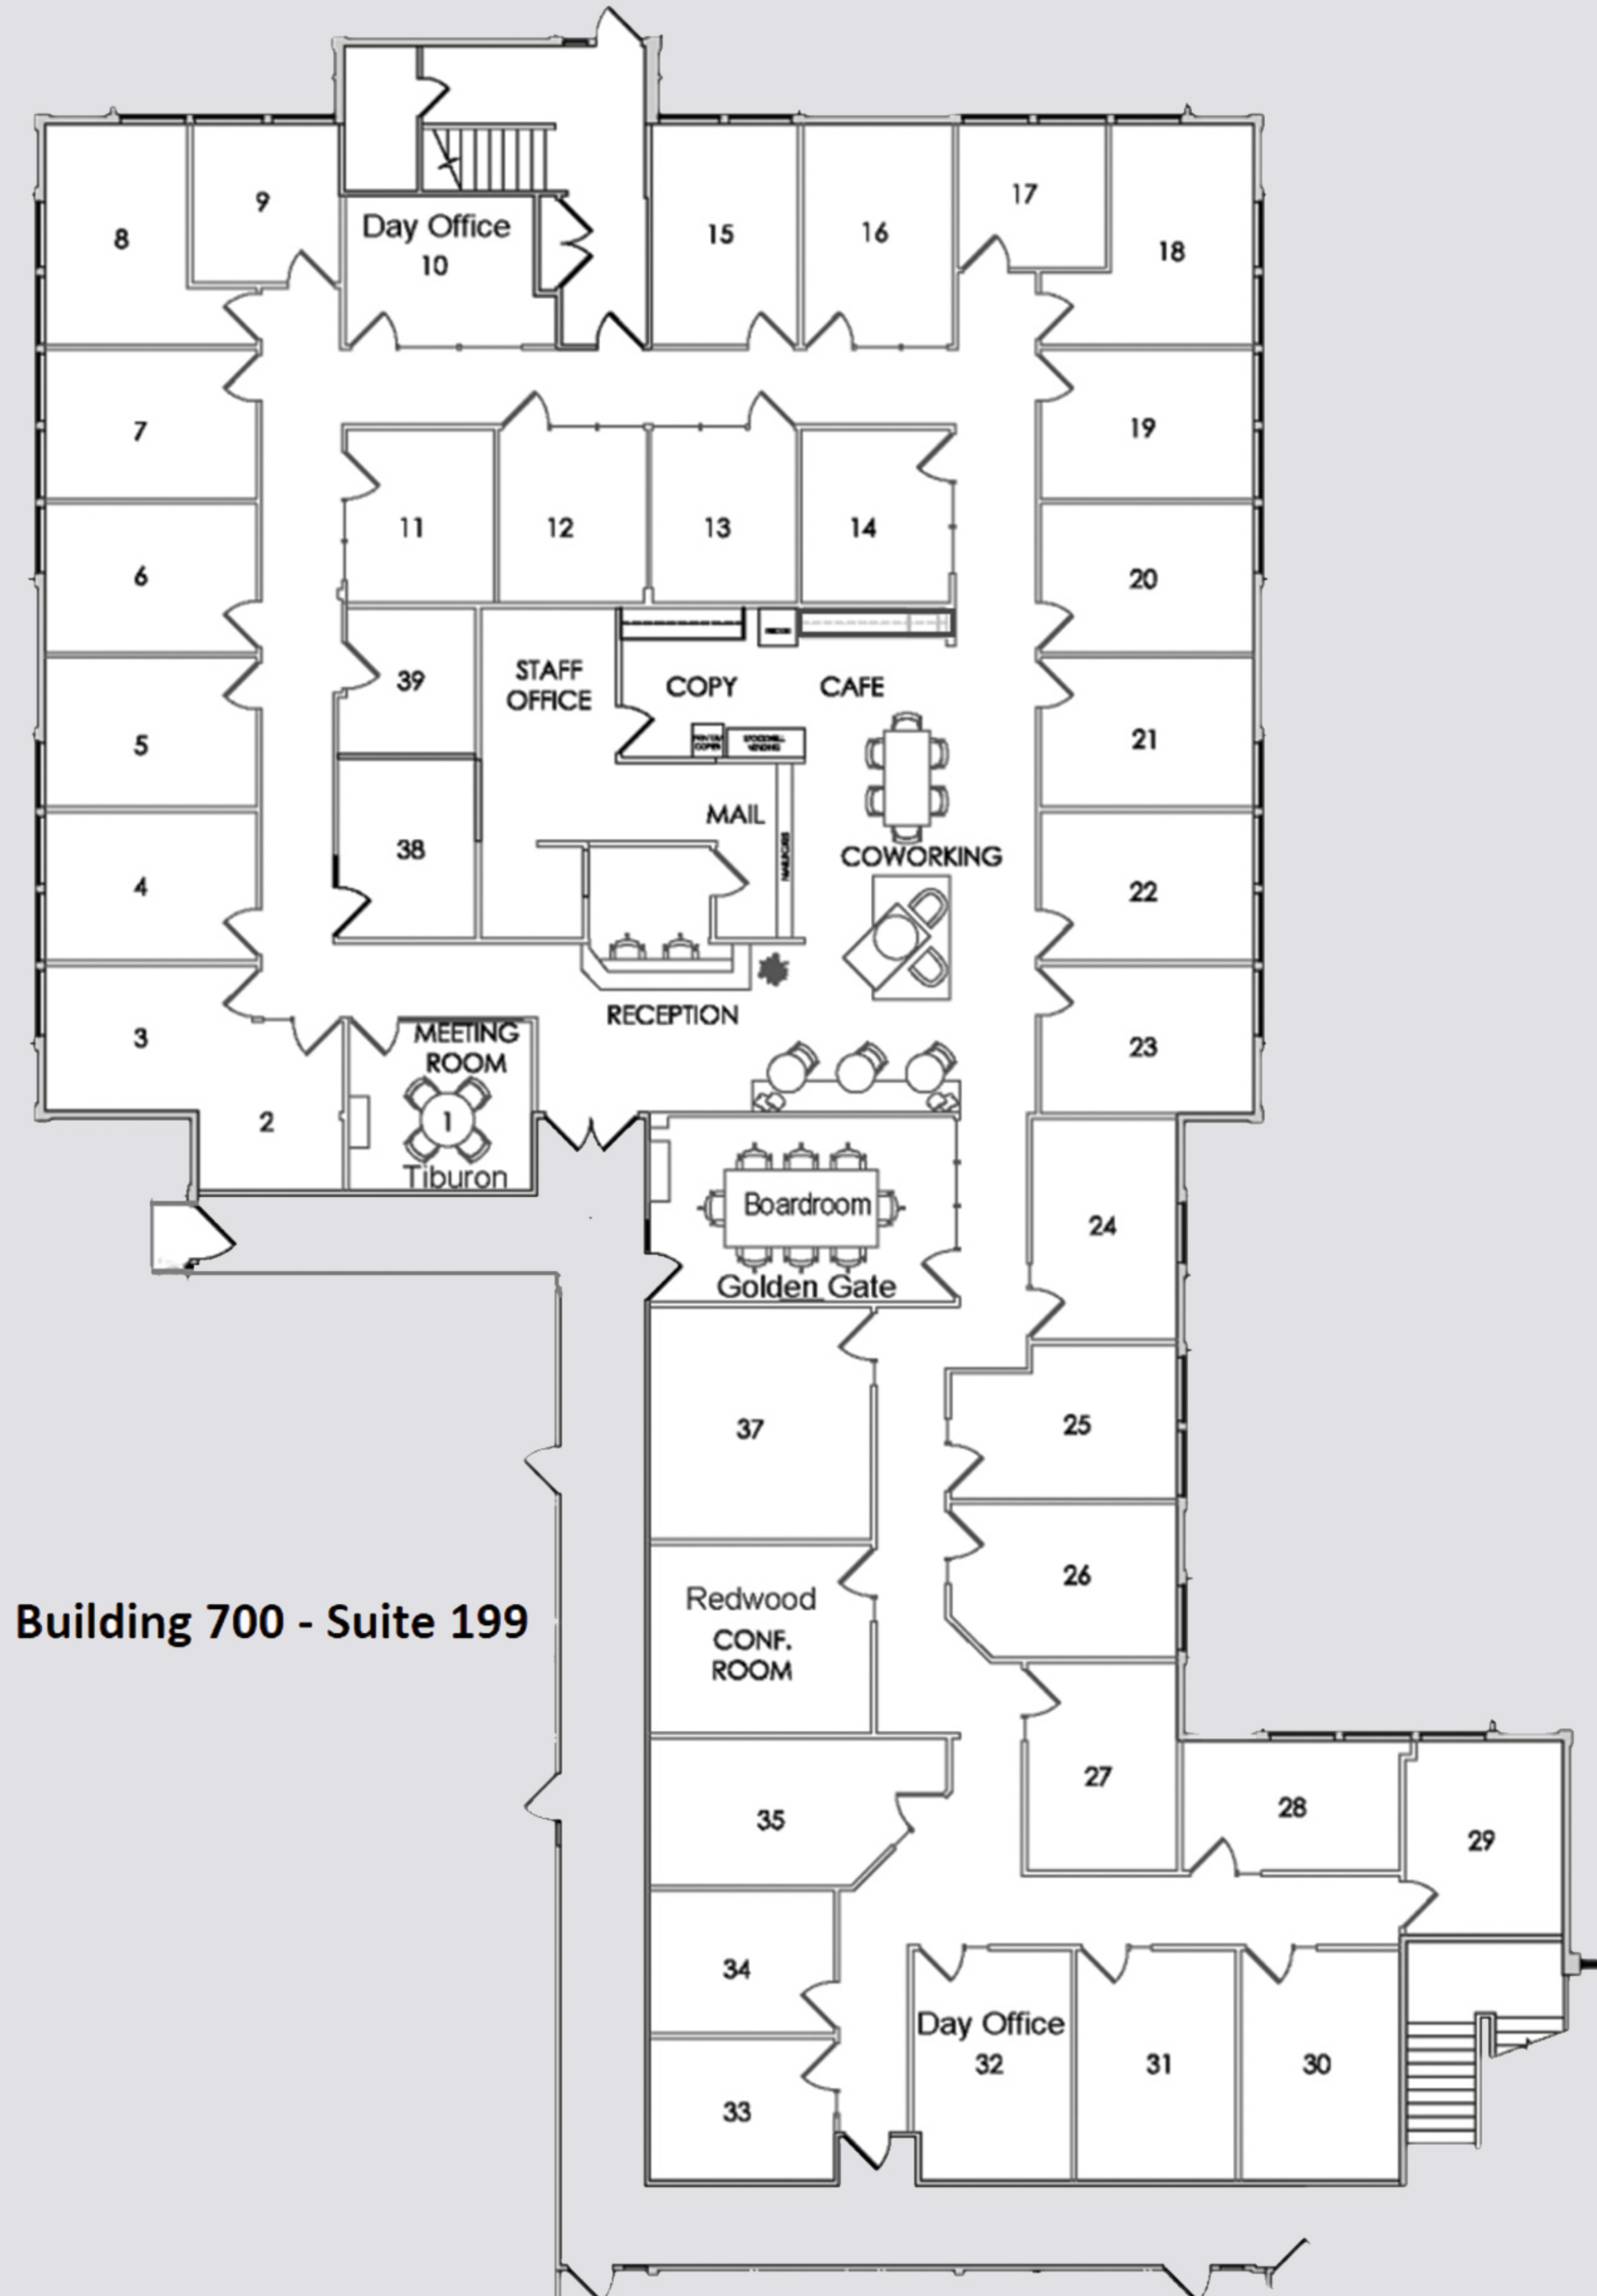 9
Day Office
10
8
15
16
17
18
7
19
11
12
13
14
6
20
STAFF
OFFICE
39
COPY
CAFE
5
21
MAIL
38
COWORKING
4
22
RECEPTION
3
MEETING
ROOM
23
2
1
Tiburon
Boardroom
Golden Gate
24
37
25
26
Redwood
CONF.
ROOM
Building 700 - Suite 199
27
28
35
29
34
Day Office
32
31
30
33